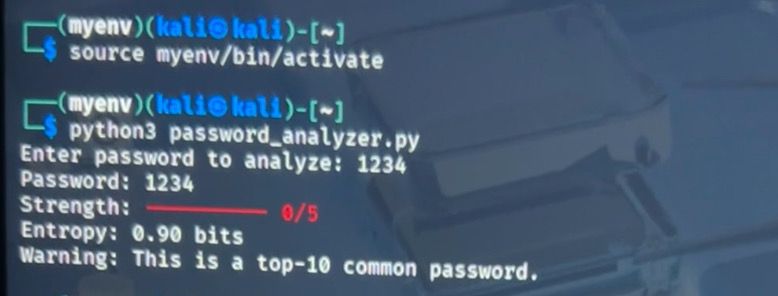 ┌──(myenv)(kali㉿kali)-[~]
└─$ source myenv/bin/activate
┌──(myenv)(kali㉿kali)-[~]
└─$ python3 password_analyzer.py
Enter password to analyze: 1234
Password: 1234
Strength: ━━━━━━━━━━ 0/5
Entropy: 0.90 bits
Warning: This is a top-10 common password.